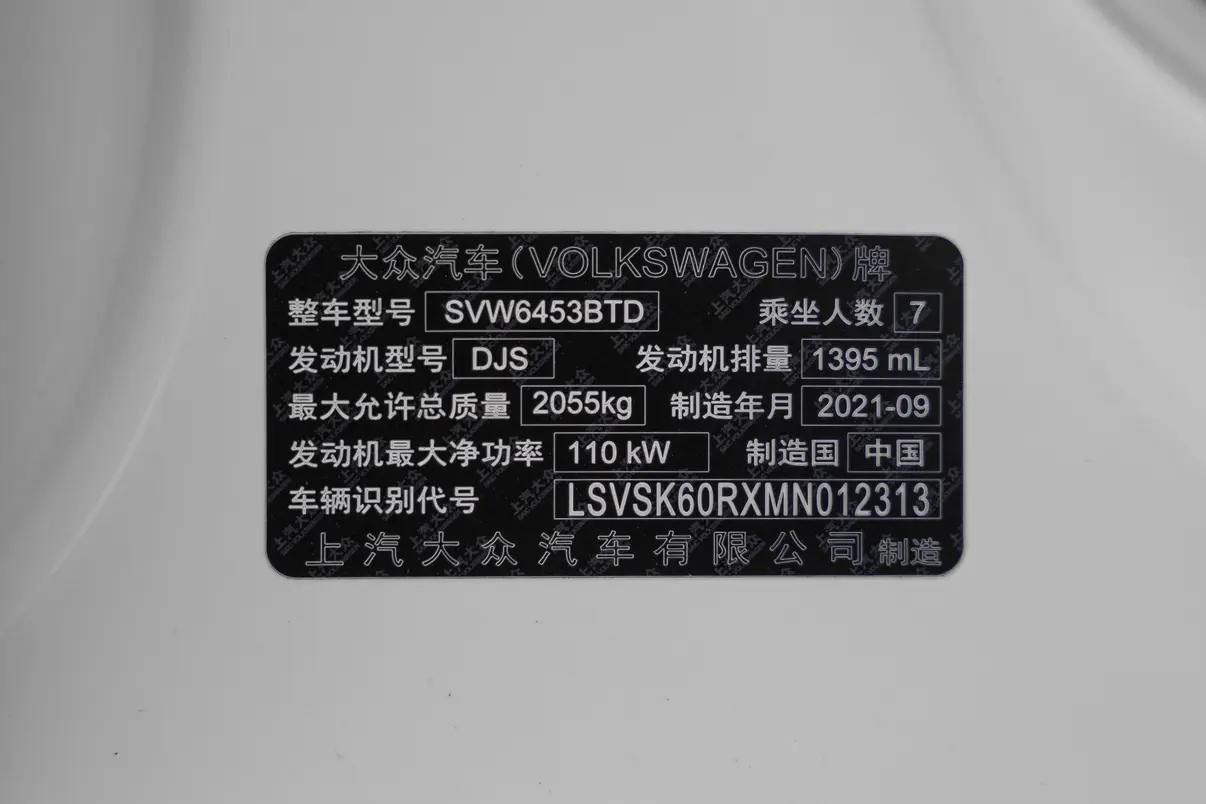 大众汽车(VOLKSWAGEN)牌
整车型号 SVW6453BTD 乘坐人数 7
发动机型号 DJS 发动机排量 1395 mL
最大允许总质量 2055kg 制造年月 2021-09
发动机最大净功率 110 kW 制造国 中国
车辆识别代号 LSVSK60RXMN012313
上汽大众汽车有限公司 制造